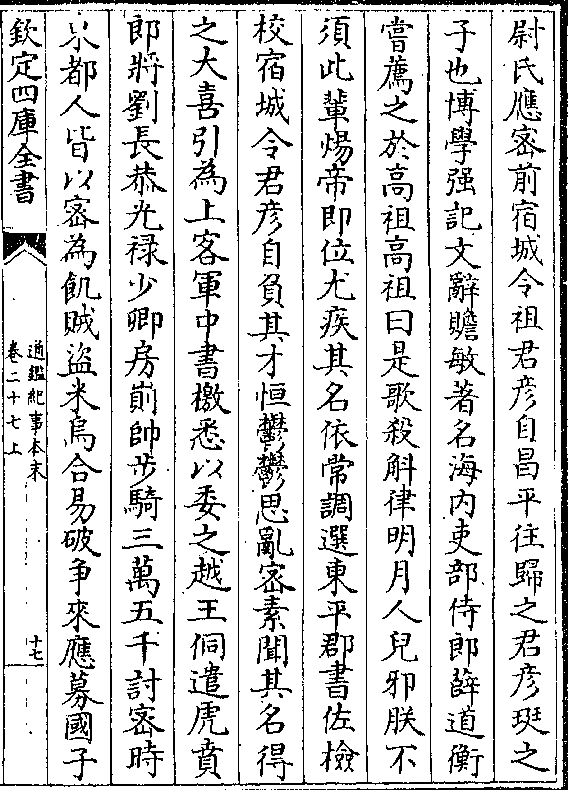 尉氏應密前宿城令祖君彦自昌平往歸之君彦珽之
子也博學强記文辭贍敏著名海内吏部侍郎薛道衡
嘗薦之於高祖高祖曰是歌殺斛律明月人兒邪朕不
須此輩煬帝即位尤疾其名依常調選東平郡書佐檢
校宿城令君彦自負其才恒鬱鬱思亂密素聞其名得
之大喜引為上客軍中書檄悉以委之越王侗遣虎賁
郎將劉長恭光禄少卿房崱帥步騎三萬五千討密時
東都人皆以密為飢賊盜米烏合易破争來應募國子
欽定四庫全書
通鑑紀事本末
卷二十七上
十七